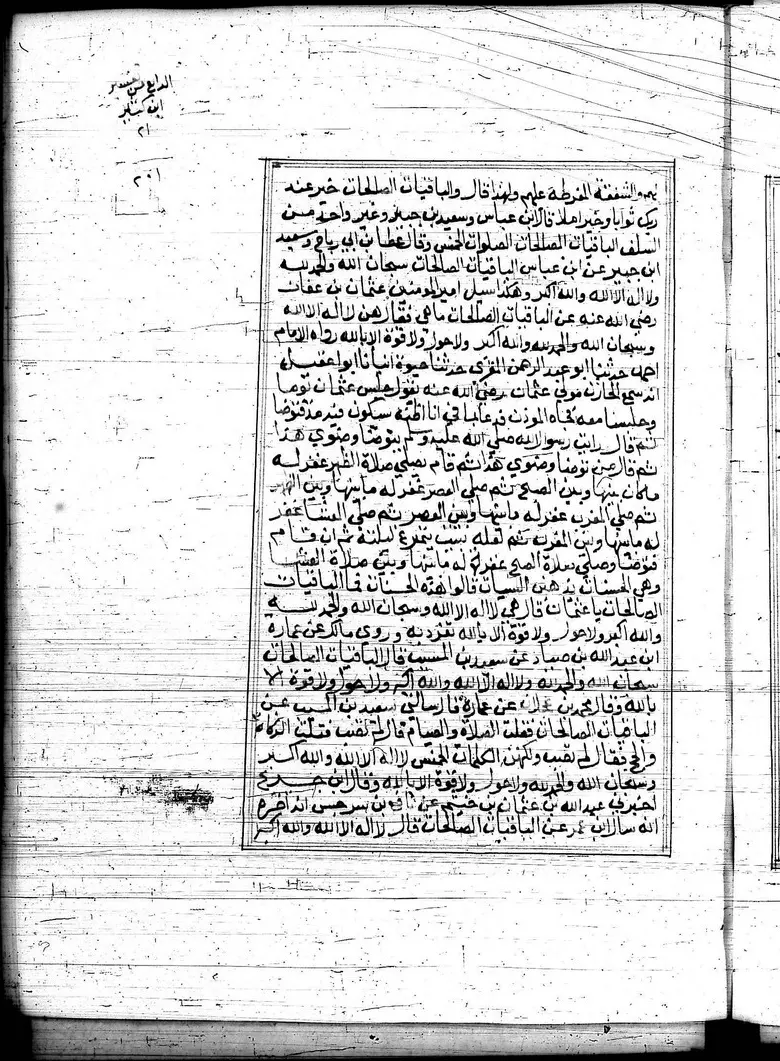 الرابع من تفسير
ابن كثير
٢١
٢٠١
بهم والشفقة المفرطة عليهم ولهذا قال والباقيات الصالحات خير عند
ربك ثوابا وخير املا قال ابن عباس وسعيد بن جبير وغير واحد من
السلف الباقيات الصالحات الصلوات الخمس وقال عطا بن ابي رباح وسعيد
ابن جبير عن ابن عباس الباقيات الصالحات سبحان الله والحمد لله
ولا اله الا الله والله اكبر وهكذا سئل امير المومنين عثمان بن عفان
رضي الله عنه عن الباقيات الصالحات ماهي فقال هن لا اله الا الله
وسبحان الله والحمد لله والله اكبر ولا حول ولا قوة الا بالله رواه الامام
احمد حدثنا ابو عبد الرحمن المقرى حدثنا حيوة انبأنا ابو عقيل
انه سمع الحارث مولى عثمان رضي الله عنه يقول جلس عثمان يوما
وجلسنا معه فجاه الموذن فدعا بما في انا اظنه سيكون فيه مد فتوضا
ثم قال رايت رسول الله صلى الله عليه وسلم يتوضا وضوي هذا
ثم قال من توضا وضوي هذا ثم قام يصلي صلاة الظهر غفر له
ما كان بينها وبين الصبح ثم صلى العصر غفر له ما بينها وبين الظهر
ثم صلى المغرب غفر له ما بينها وبين العصر ثم صلى العشا غفر
له ما بينها وبين المغرب ثم لعله يبيت يتمرغ ليلته ثم ان قام
فتوضا وصلى صلاة الصبح غفر له ما بينها وبين صلاة العشا
وهي الحسنات يذهبن السيات قالوا هذه الحسنات فما الباقيات
الصالحات يا عثمان قال هي لا اله الا الله وسبحان الله والحمد لله
والله اكبر ولا حول ولا قوة الا بالله تفرد به وروى مالك عن عمارة
ابن عبد الله بن صياد عن سعيد بن المسيب قال الباقيات الصالحات
سبحان الله والحمد لله ولا اله الا الله والله اكبر ولا حول ولا قوة الا
بالله وقال محمد بن عجلان عن عمارة قال سالني سعيد بن المسيب عن
الباقيات الصالحات فقلت الصلاة والصيام قال لم تصب فقلت الزكاة
والحج فقال لم تصب ولكنهن الكلمات الخمس لا اله الا الله والله اكبر
وسبحان الله والحمد لله ولا حول ولا قوة الا بالله وقال ابن جريج
اخبرني عبد الله بن عثمان بن خثيم عن نافع بن سرجس انه اخبره
انه سال ابن عمر عن الباقيات الصالحات قال لا اله الا الله والله اكبر